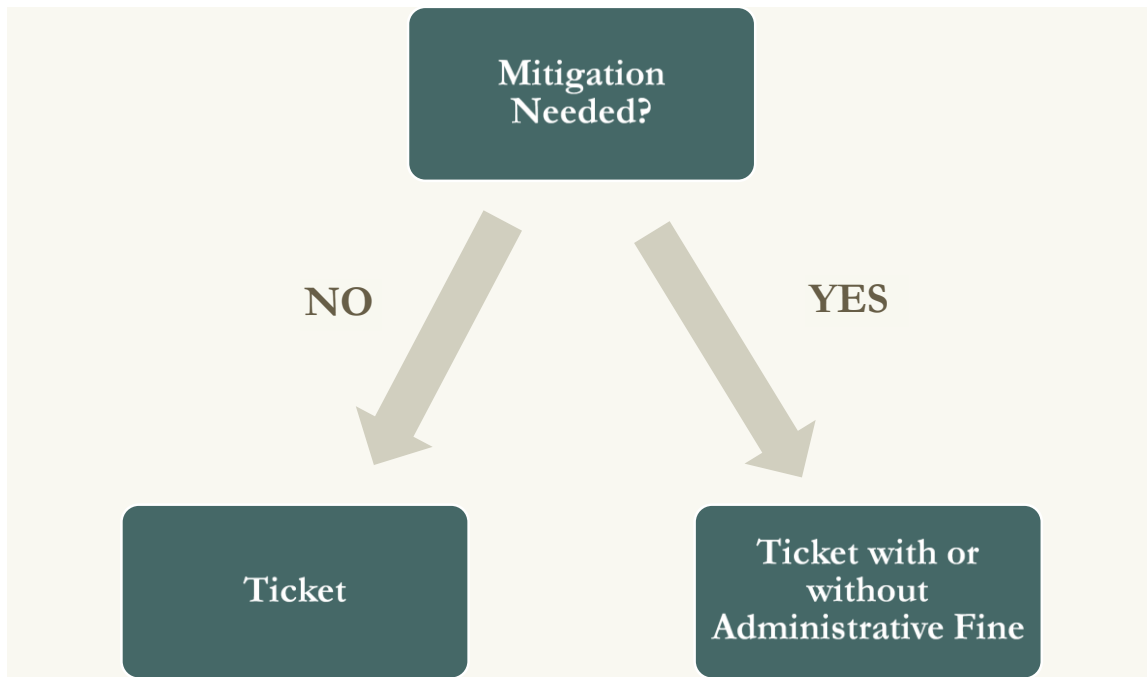 Mitigation
Needed?
NO
YES
Ticket
Ticket with or
without
Administrative Fine